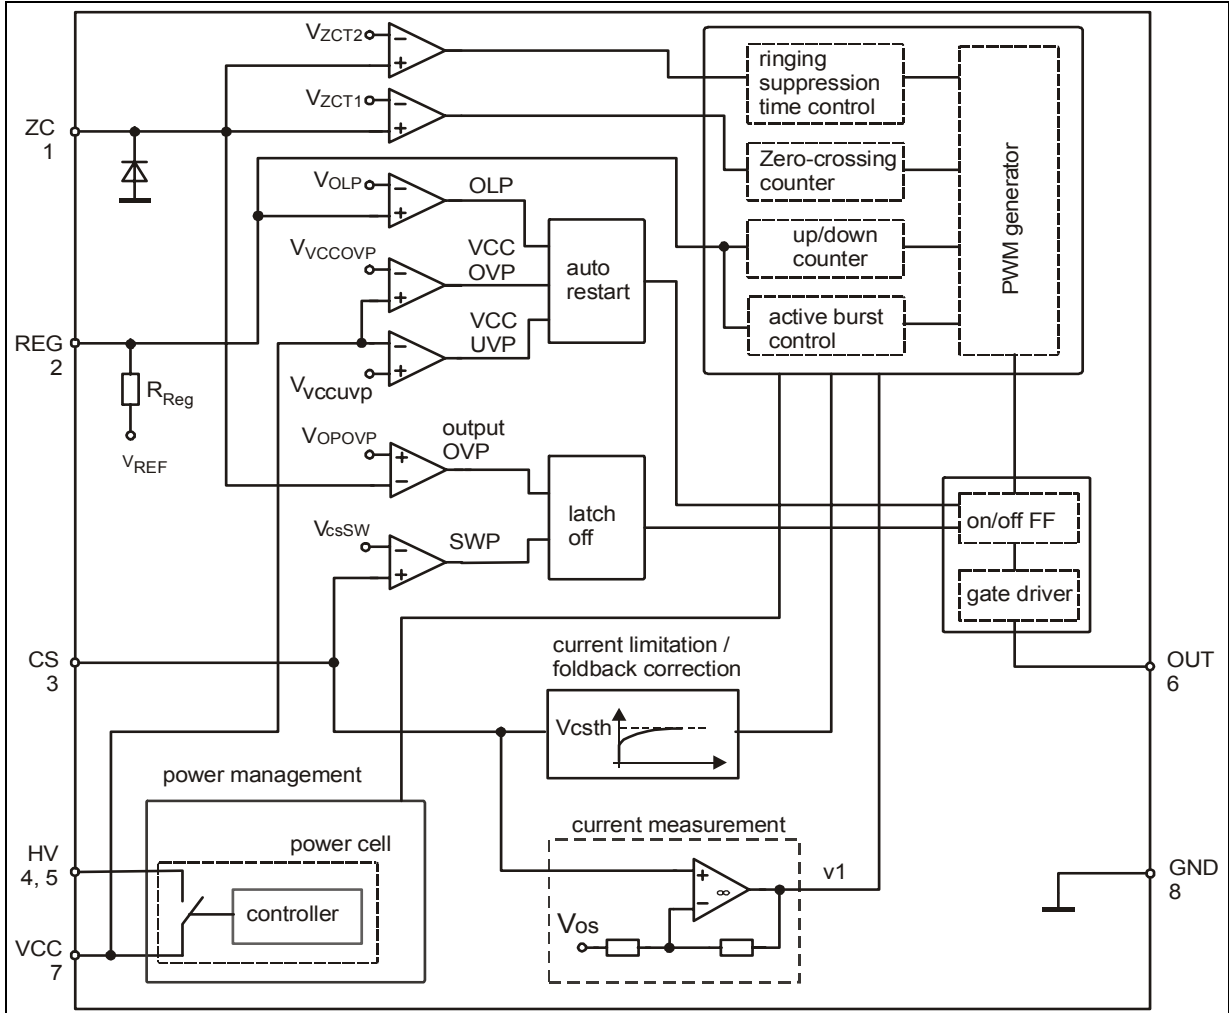 VZCT2
−
+
VZCT1
−
+
ZC
1
ringing
suppression
time control
Zero-crossing
counter
up/down
counter
active burst
control
PWM generator
VOLP
−
+
OLP
VVCCOVP
−
+
VCC
OVP
VCC
UVP
−
+
Vvccuvp
auto
restart
REG
2
RReg
VREF
VOPOVP
+
−
output
OVP
VcsSW
−
+
SWP
latch
off
on/off FF
gate driver
CS
3
OUT
6
current limitation /
foldback correction
Vcsth
power management
power cell
controller
HV
4, 5
VCC
7
current measurement
+
−
∞
v1
Vos
GND
8